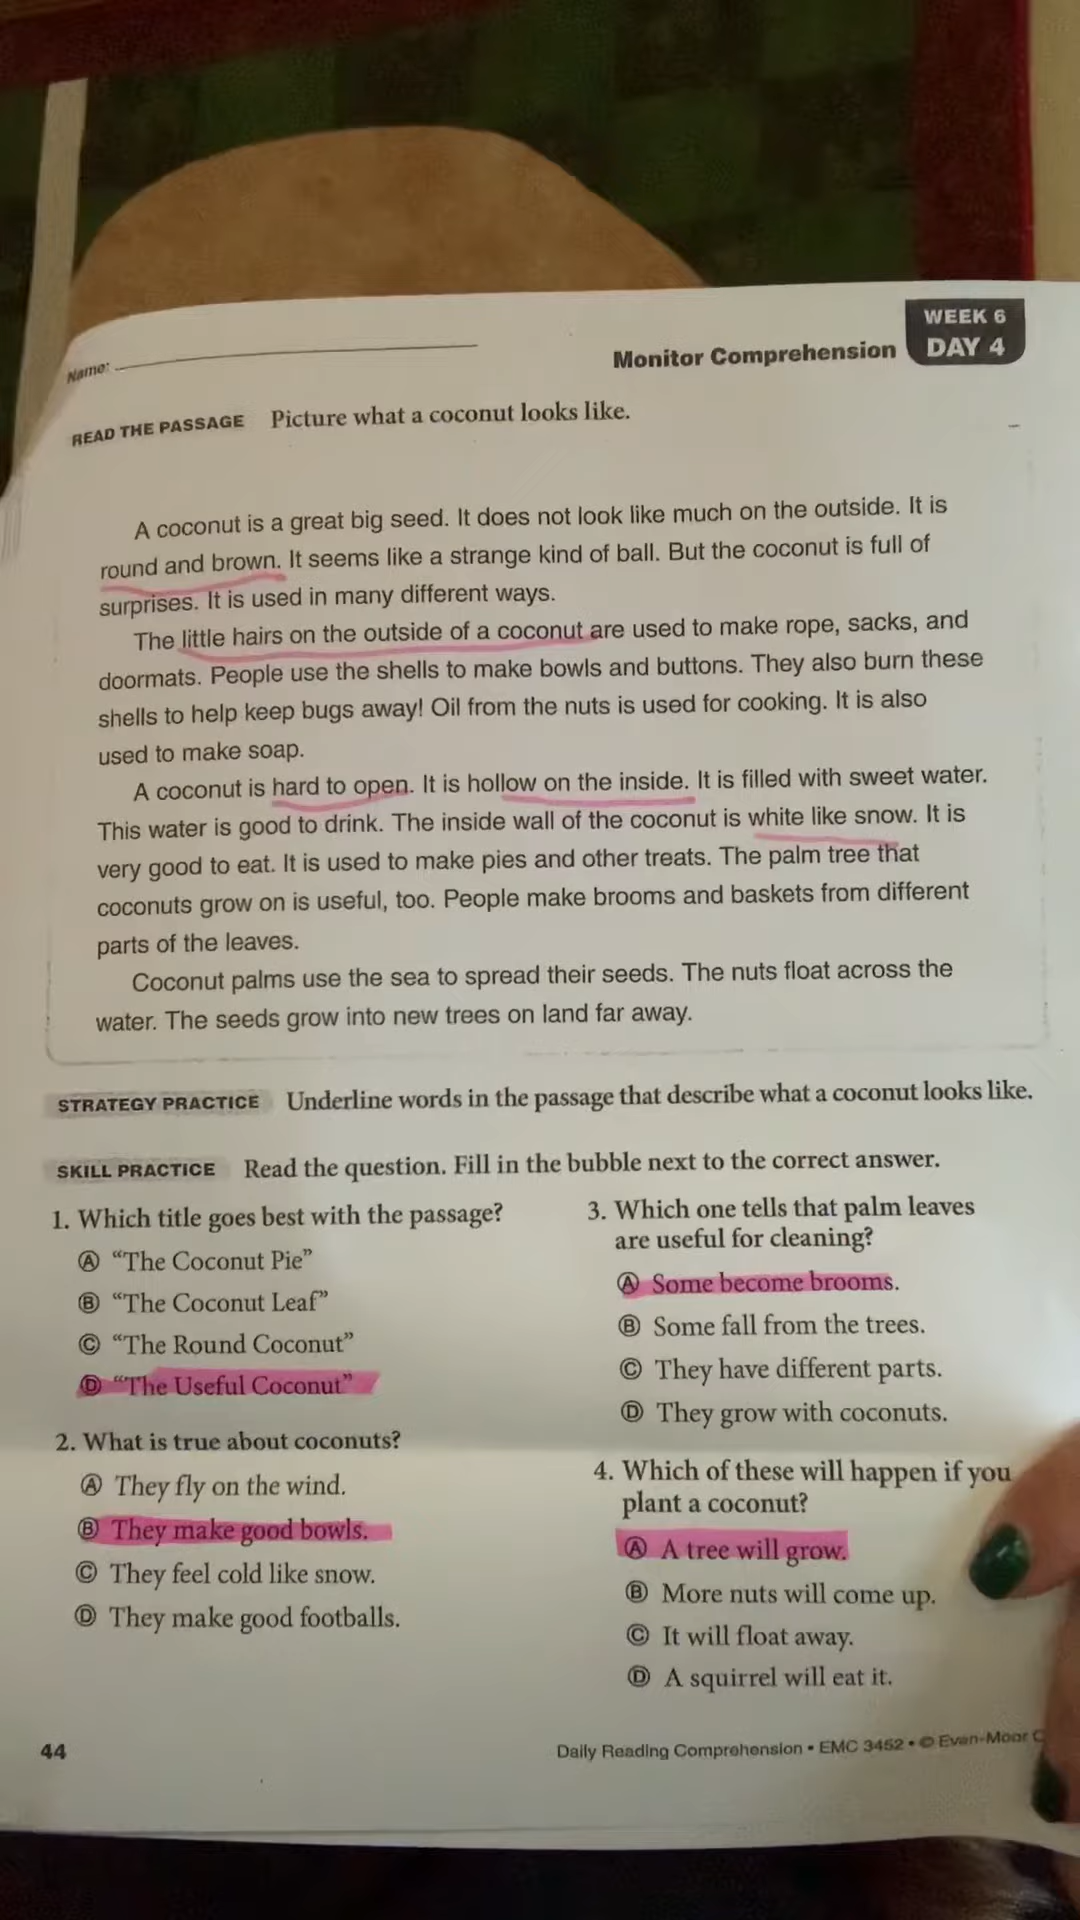 WEEK 6
Name:
Monitor Comprehension
DAY 4
READ THE PASSAGE Picture what a coconut looks like.
A coconut is a great big seed. It does not look like much on the outside. It is
round and brown. It seems like a strange kind of ball. But the coconut is full of
surprises. It is used in many different ways.
The little hairs on the outside of a coconut are used to make rope, sacks, and
doormats. People use the shells to make bowls and buttons. They also burn these
shells to help keep bugs away! Oil from the nuts is used for cooking. It is also
used to make soap.
A coconut is hard to open. It is hollow on the inside. It is filled with sweet water.
This water is good to drink. The inside wall of the coconut is white like snow. It is
very good to eat. It is used to make pies and other treats. The palm tree that
coconuts grow on is useful, too. People make brooms and baskets from different
parts of the leaves.
Coconut palms use the sea to spread their seeds. The nuts float across the
water. The seeds grow into new trees on land far away.
STRATEGY PRACTICE Underline words in the passage that describe what a coconut looks like.
SKILL PRACTICE Read the question. Fill in the bubble next to the correct answer.
1. Which title goes best with the passage?
Ⓐ “The Coconut Pie”
Ⓑ “The Coconut Leaf”
Ⓒ “The Round Coconut”
Ⓓ “The Useful Coconut”
2. What is true about coconuts?
Ⓐ They fly on the wind.
Ⓑ They make good bowls.
Ⓒ They feel cold like snow.
Ⓓ They make good footballs.
3. Which one tells that palm leaves
are useful for cleaning?
Ⓐ Some become brooms.
Ⓑ Some fall from the trees.
Ⓒ They have different parts.
Ⓓ They grow with coconuts.
4. Which of these will happen if you
plant a coconut?
Ⓐ A tree will grow.
Ⓑ More nuts will come up.
Ⓒ It will float away.
Ⓓ A squirrel will eat it.
44
Daily Reading Comprehension • EMC 3452 • © Evan-Moor C